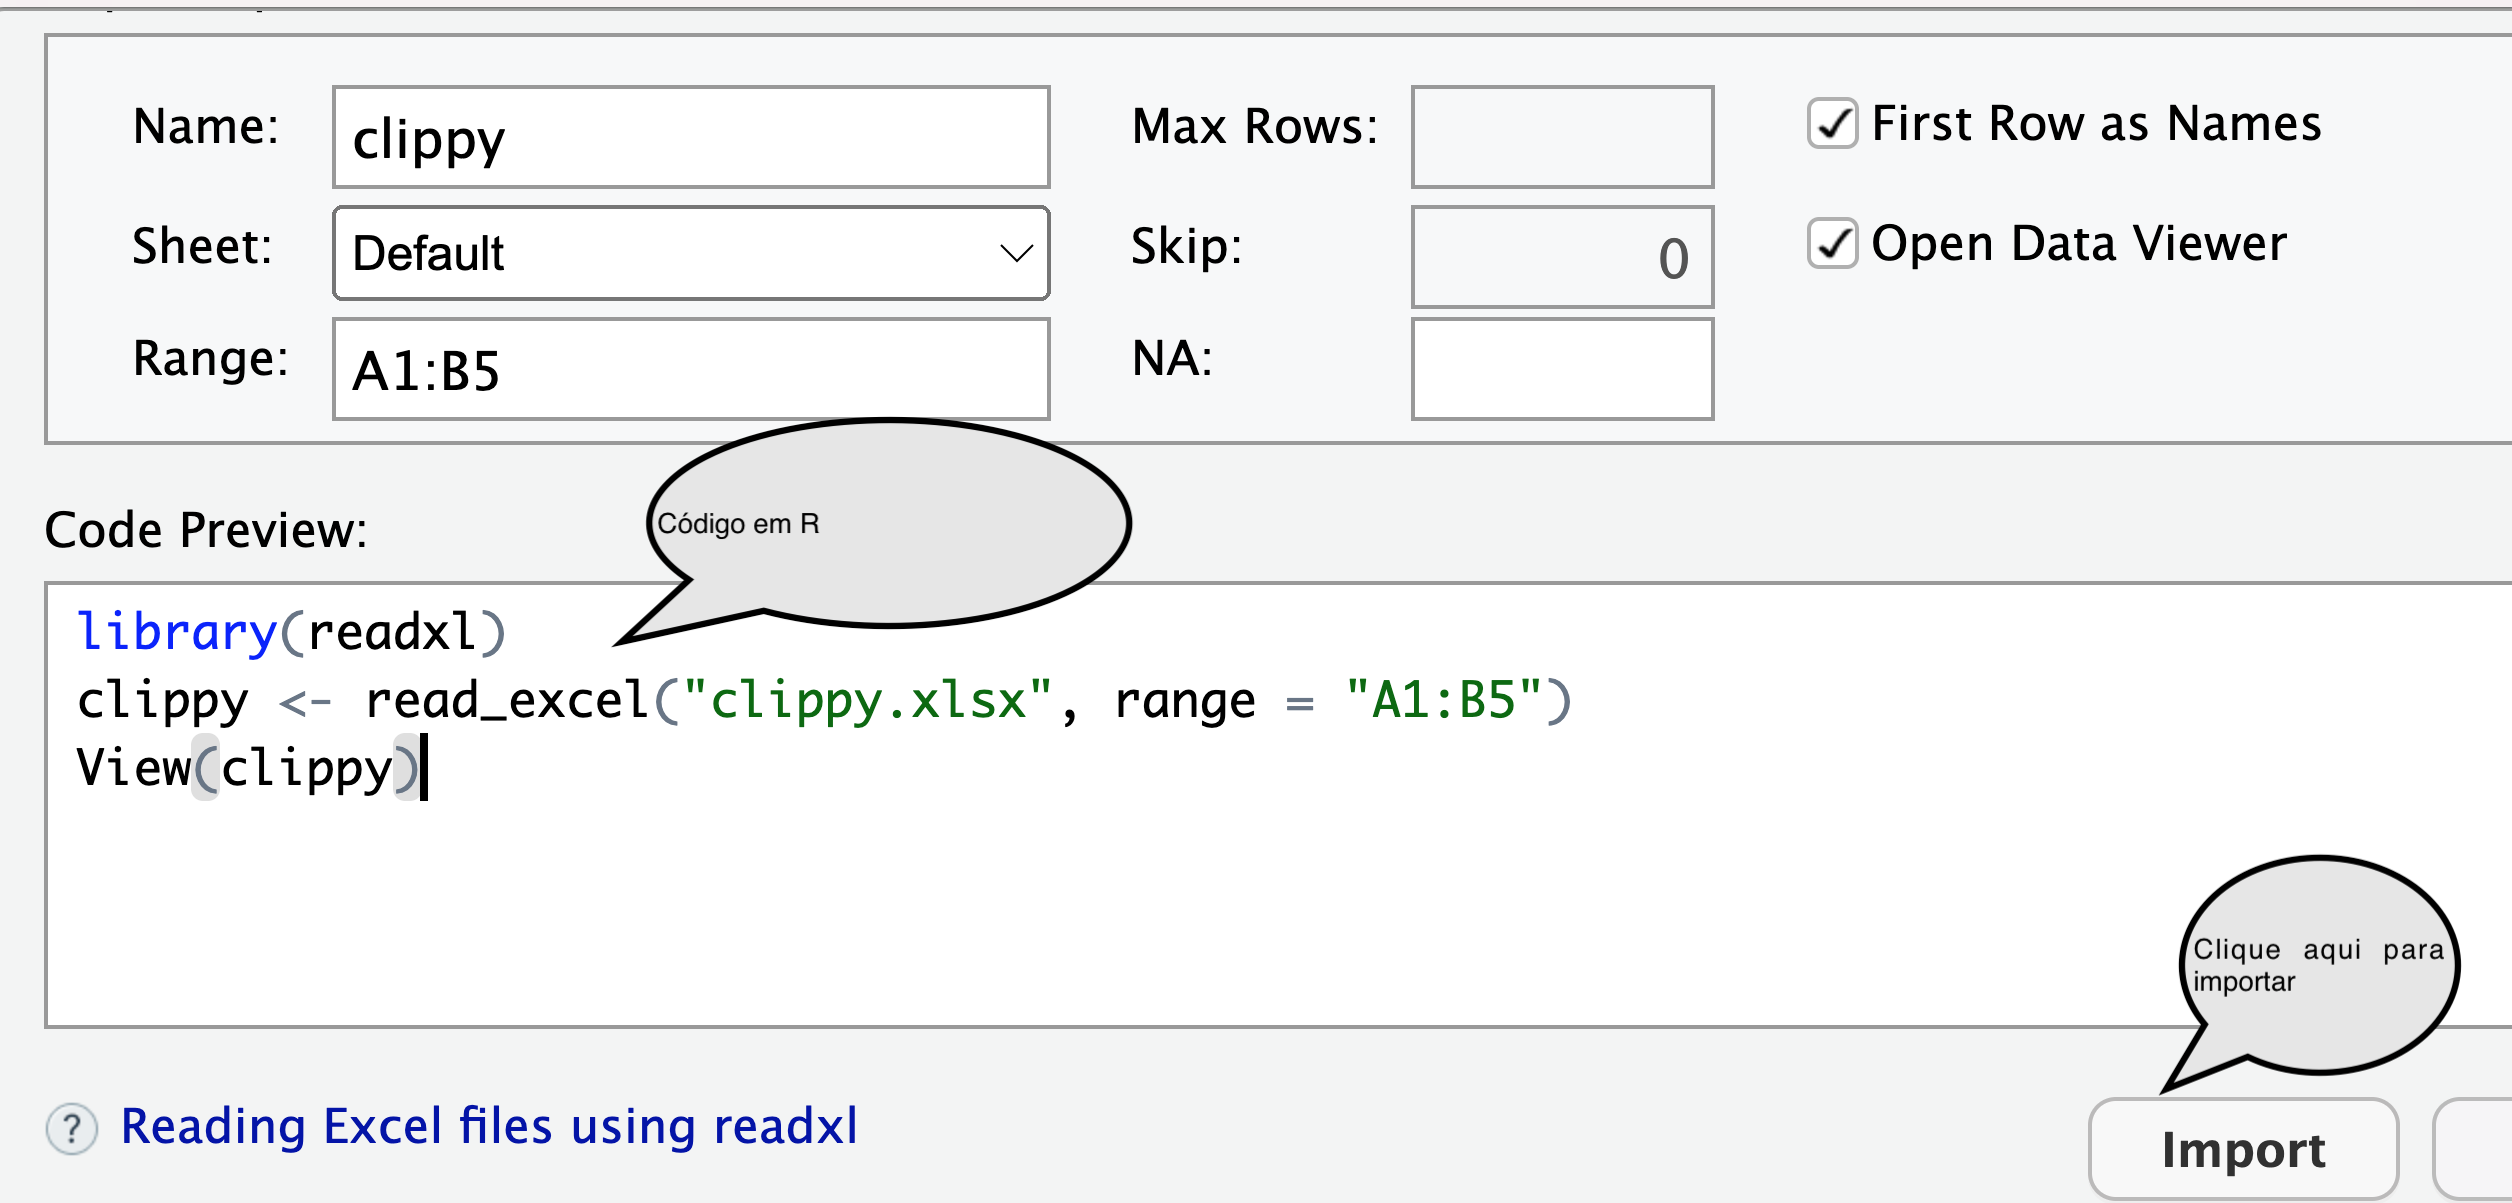 Name: clippy Max Rows: First Row as Names
Sheet: Default Skip: 0 Open Data Viewer
Range: A1:B5 NA:
Código em R
Code Preview:
library(readxl)
clippy <- read_excel("clippy.xlsx", range = "A1:B5")
View(clippy)
Clique aqui para
importar
? Reading Excel files using readxl
Import